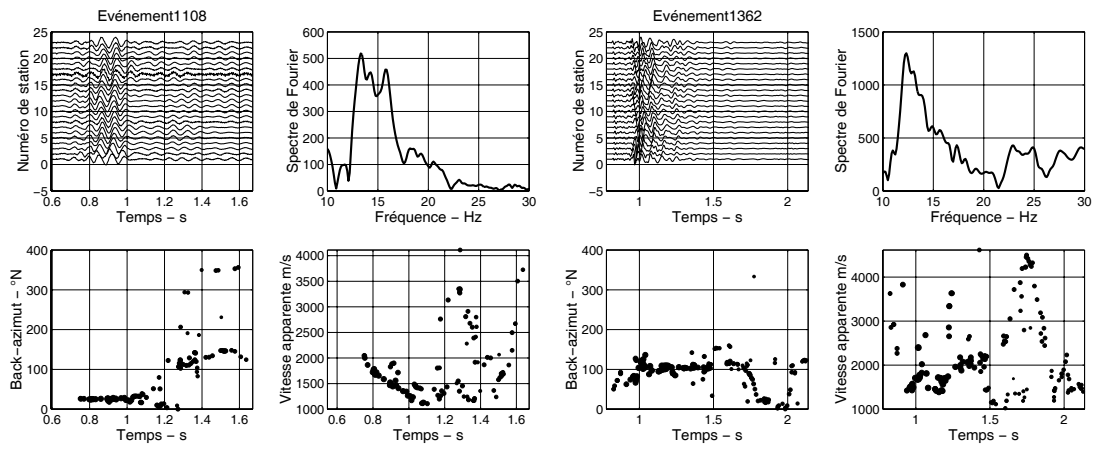 Evénement1108
Evénement1362
Numéro de station
25
20
15
10
5
0
−5
0.6 0.8 1 1.2 1.4 1.6
Temps − s
Spectre de Fourier
600
500
400
300
200
100
0
10 15 20 25 30
Fréquence − Hz
Numéro de station
25
20
15
10
5
0
−5
1 1.5 2
Temps − s
Spectre de Fourier
1500
1000
500
0
10 15 20 25 30
Fréquence − Hz
Back−azimut − °N
400
300
200
100
0
0.6 0.8 1 1.2 1.4 1.6
Temps − s
Vitesse apparente m/s
4000
3500
3000
2500
2000
1500
1000
0.6 0.8 1 1.2 1.4 1.6
Temps − s
Back−azimut − °N
400
300
200
100
0
1 1.5 2
Temps − s
Vitesse apparente m/s
4000
3000
2000
1000
1 1.5 2
Temps − s